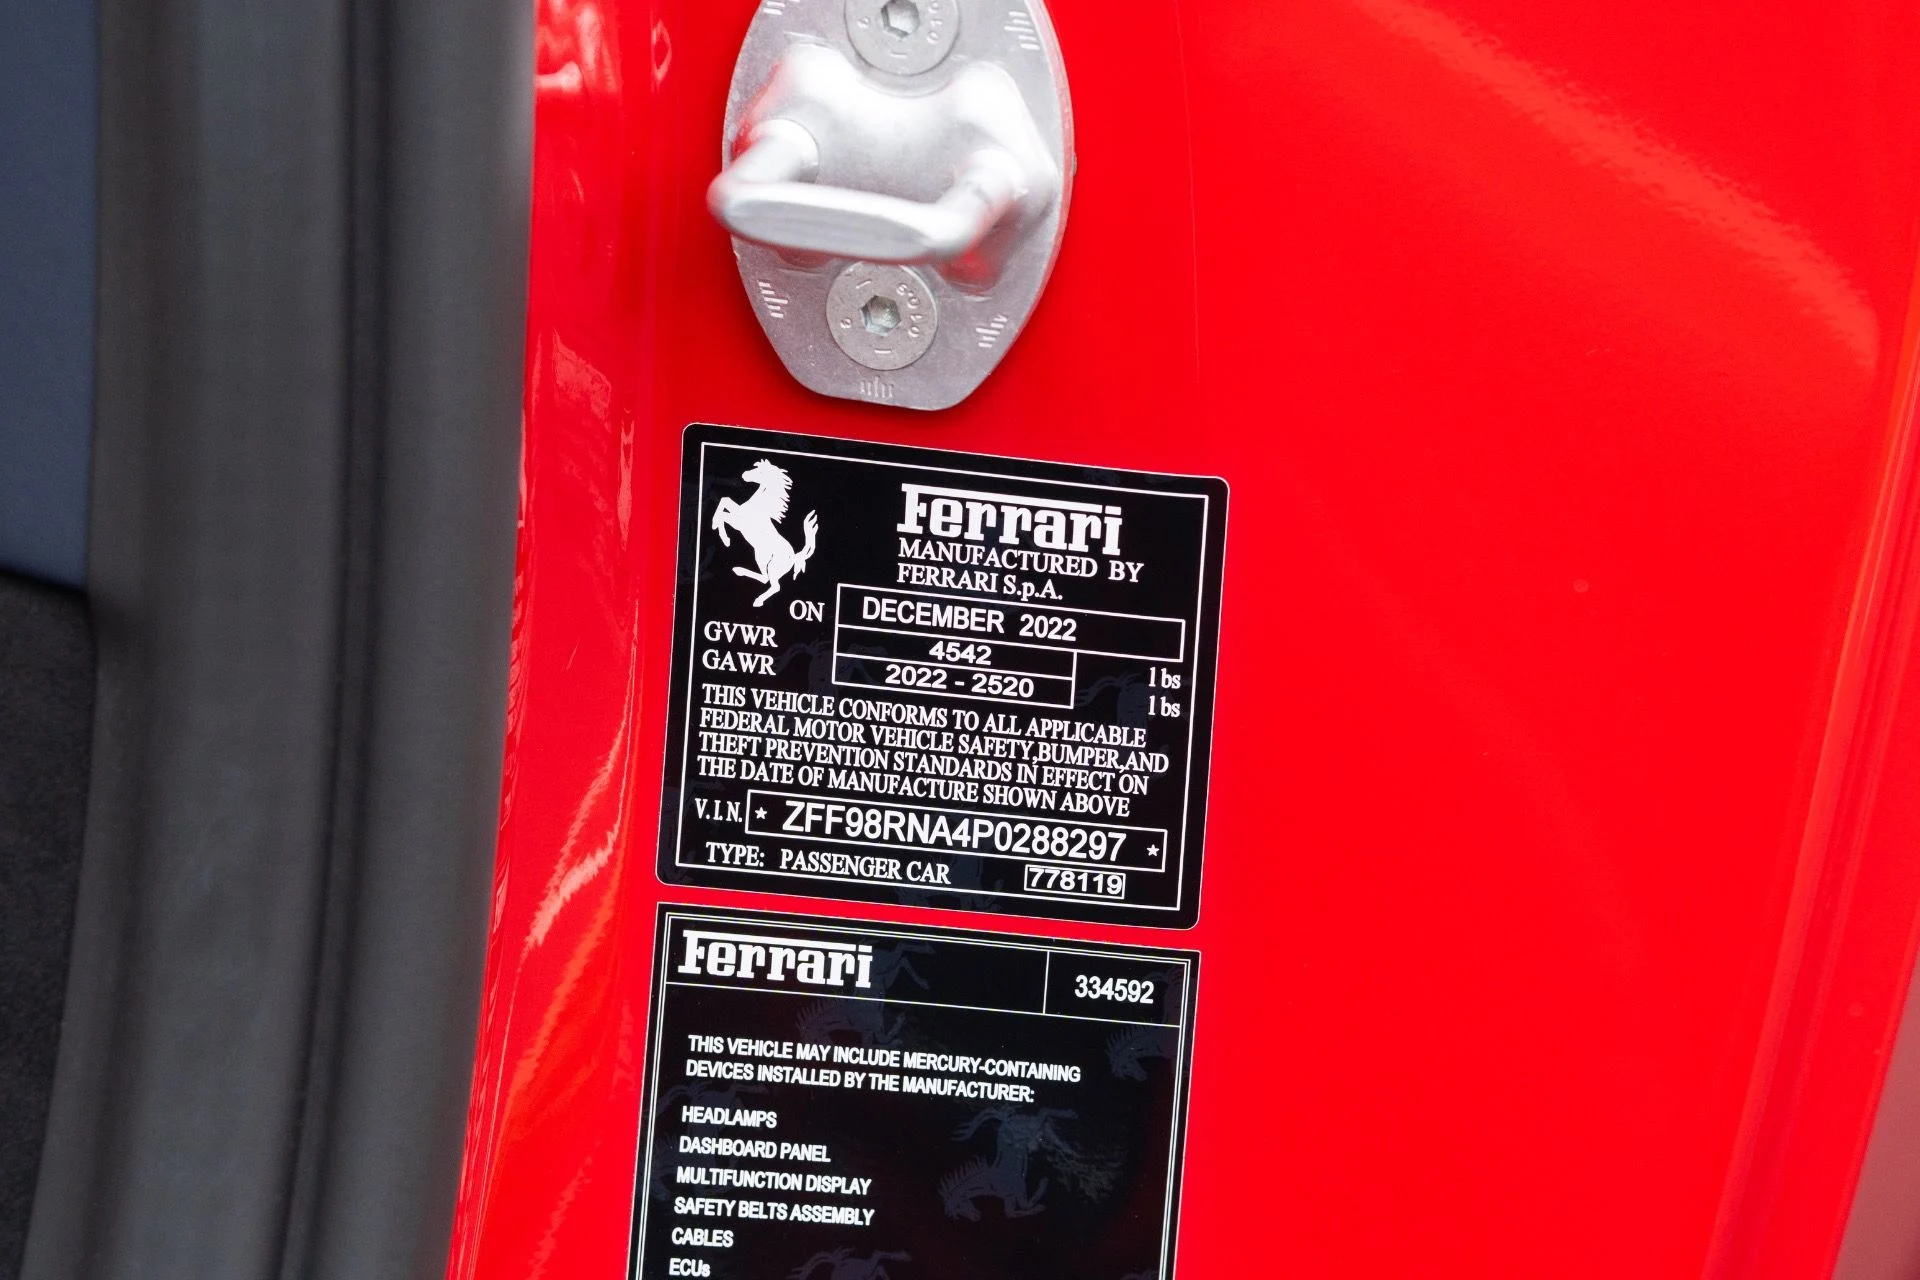 Ferrari
MANUFACTURED BY
FERRARI S.p.A.
ON DECEMBER 2022
GVWR 4542 lbs
GAWR 2022 - 2520 lbs
THIS VEHICLE CONFORMS TO ALL APPLICABLE
FEDERAL MOTOR VEHICLE SAFETY,BUMPER,AND
THEFT PREVENTION STANDARDS IN EFFECT ON
THE DATE OF MANUFACTURE SHOWN ABOVE
V.I.N. * ZFF98RNA4P0288297 *
TYPE: PASSENGER CAR 778119
Ferrari 334592
THIS VEHICLE MAY INCLUDE MERCURY-CONTAINING
DEVICES INSTALLED BY THE MANUFACTURER:
HEADLAMPS
DASHBOARD PANEL
MULTIFUNCTION DISPLAY
SAFETY BELTS ASSEMBLY
CABLES
ECUs